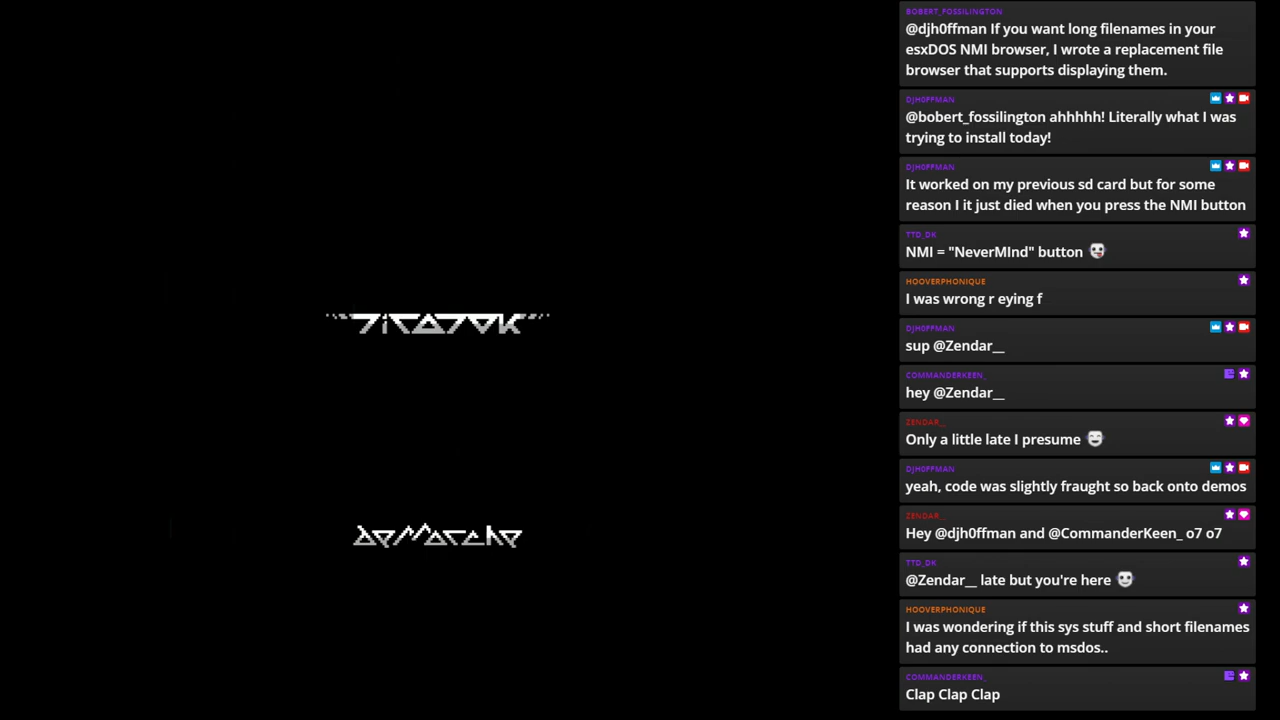 BOBERT_FOSSILINGTON
@djh0ffman If you want long filenames in your
esxDOS NMI browser, I wrote a replacement file
browser that supports displaying them.
DJH0FFMAN
@bobert_fossilington ahhhhh! Literally what I was
trying to install today!
DJH0FFMAN
It worked on my previous sd card but for some
reason I it just died when you press the NMI button
TTD_DK
NMI = "NeverMInd" button
HOOVERPHONIQUE
I was wrong r eying f
DJH0FFMAN
sup @Zendar__
COMMANDERKEEN_
hey @Zendar__
ZENDAR__
Only a little late I presume
DJH0FFMAN
yeah, code was slightly fraught so back onto demos
ZENDAR__
Hey @djh0ffman and @CommanderKeen_ o7 o7
TTD_DK
@Zendar__ late but you're here
HOOVERPHONIQUE
I was wondering if this sys stuff and short filenames
had any connection to msdos..
COMMANDERKEEN_
Clap Clap Clap